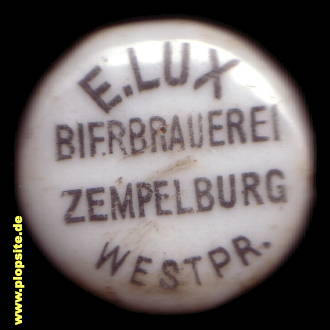 E.LUX
BIERBRAUEREI
ZEMPELBURG
WESTPR.
www.plopsite.de